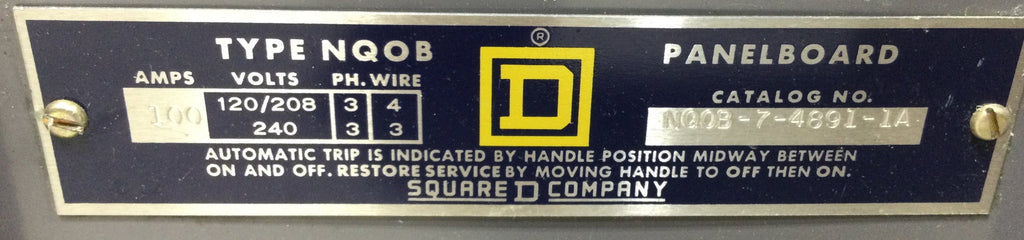 TYPE NQOB
PANELBOARD
AMPS VOLTS PH. WIRE
100 120/208 3 4
240 3 3
®
D
CATALOG NO.
NQOB-7-4891-1A
AUTOMATIC TRIP IS INDICATED BY HANDLE POSITION MIDWAY BETWEEN
ON AND OFF. RESTORE SERVICE BY MOVING HANDLE TO OFF THEN ON.
SQUARE D COMPANY